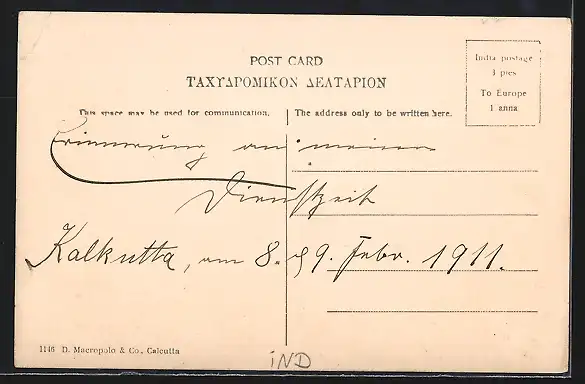 POST CARD
ΤΑΧΥΔΡΟΜΙΚΟΝ ΔΕΛΤΑΡΙΟΝ
India postage
3 pies
To Europe
1 anna
This space may be used for communication.
The address only to be written here.
Erinnerung an meinen
Dienstzeit
Kalkutta, am 8. & 9. Febr. 1911.
1146 D. Macropolo & Co., Calcutta
IND